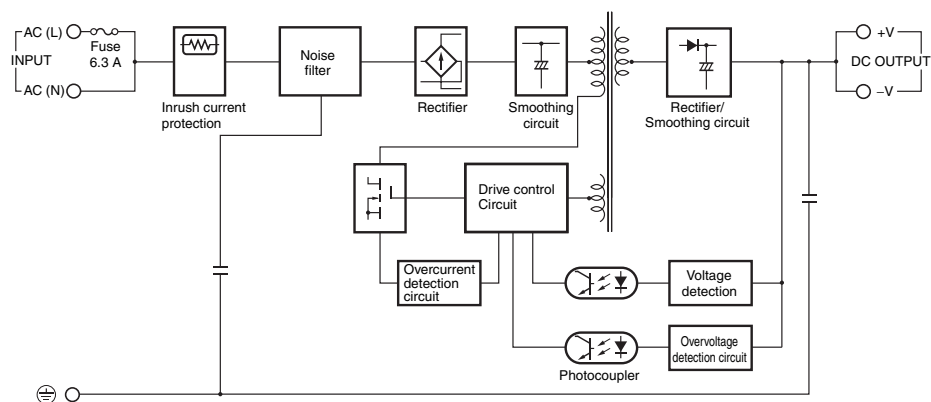 AC (L)
Fuse
6.3 A
INPUT
AC (N)
Inrush current
protection
Noise
filter
Rectifier
Smoothing
circuit
Rectifier/
Smoothing circuit
+V
DC OUTPUT
−V
Drive control
Circuit
Overcurrent
detection
circuit
Voltage
detection
Overvoltage
detection circuit
Photocoupler